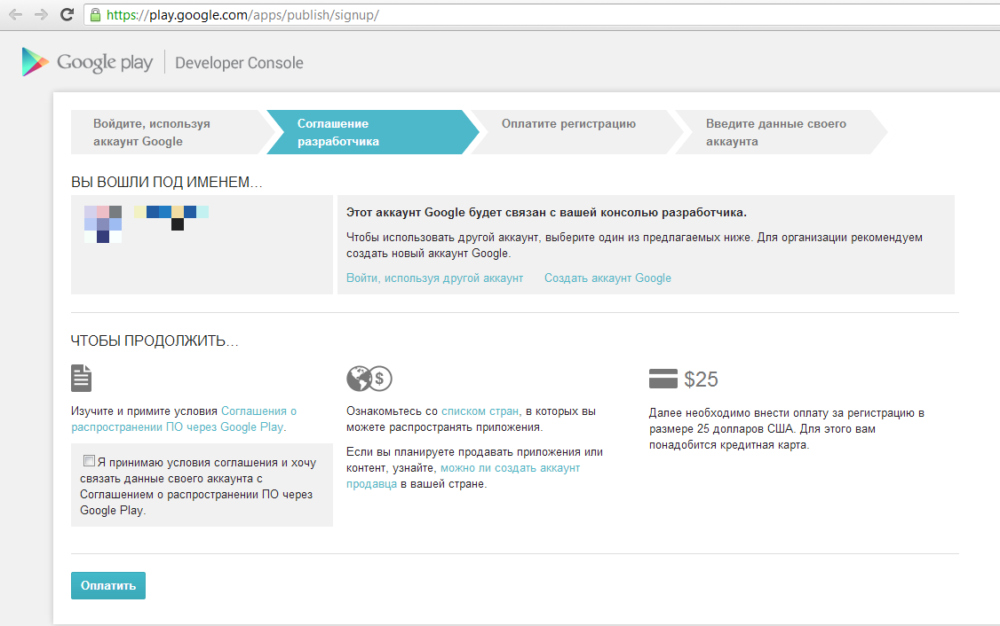 https://play.google.com/apps/publish/signup/
Google play | Developer Console
Войдите, используя
аккаунт Google
Соглашение
разработчика
Оплатите регистрацию
Введите данные своего
аккаунта
ВЫ ВОШЛИ ПОД ИМЕНЕМ...
Этот аккаунт Google будет связан с вашей консолью разработчика.
Чтобы использовать другой аккаунт, выберите один из предлагаемых ниже. Для организации рекомендуем
создать новый аккаунт Google.
Войти, используя другой аккаунт Создать аккаунт Google
ЧТОБЫ ПРОДОЛЖИТЬ...
Изучите и примите условия Соглашения о
распространении ПО через Google Play.
Я принимаю условия соглашения и хочу
связать данные своего аккаунта с
Соглашением о распространении ПО через
Google Play.
$
Ознакомьтесь со списком стран, в которых вы
можете распространять приложения.
Если вы планируете продавать приложения или
контент, узнайте, можно ли создать аккаунт
продавца в вашей стране.
$25
Далее необходимо внести оплату за регистрацию в
размере 25 долларов США. Для этого вам
понадобится кредитная карта.
Оплатить